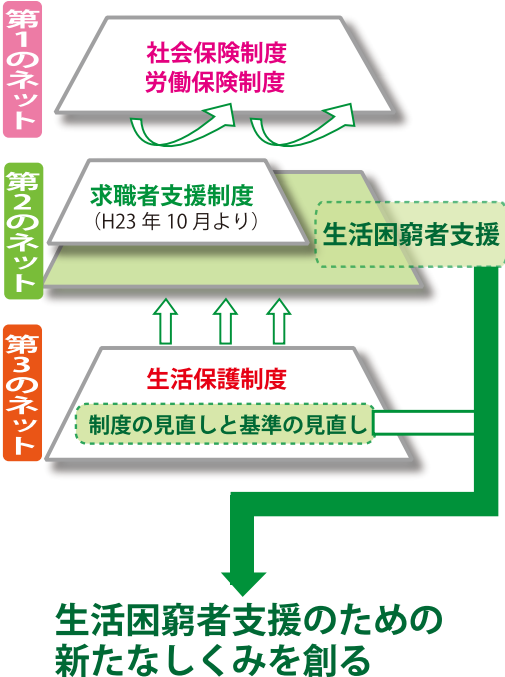 第1のネット
社会保険制度
労働保険制度
第2のネット
求職者支援制度
（H23年10月より）
生活困窮者支援
第3のネット
生活保護制度
制度の見直しと基準の見直し
生活困窮者支援のための
新たなしくみを創る